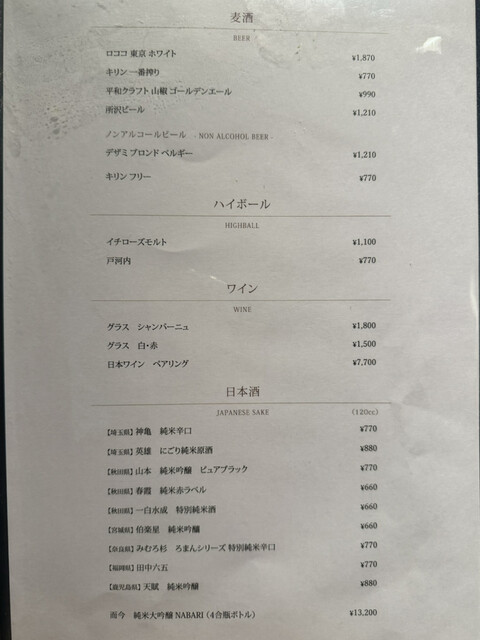 麦酒
BEER
ロココ 東京 ホワイト ¥1,870
キリン 一番搾り ¥770
平和クラフト 山椒 ゴールデンエール ¥990
所沢ビール ¥1,210
ノンアルコールビール - NON ALCOHOL BEER -
デザミ ブロンド ベルギー ¥1,210
キリン フリー ¥770
ハイボール
HIGHBALL
イチローズモルト ¥1,100
戸河内 ¥770
ワイン
WINE
グラス シャンパーニュ ¥1,800
グラス 白・赤 ¥1,500
日本ワイン ペアリング ¥7,700
日本酒
JAPANESE SAKE （120cc）
【埼玉県】 神亀 純米辛口 ¥770
【埼玉県】 英雄 にごり純米原酒 ¥880
【秋田県】 山本 純米吟醸 ピュアブラック ¥770
【秋田県】 春霞 純米赤ラベル ¥660
【秋田県】 一白水成 特別純米酒 ¥660
【宮城県】 伯楽星 純米吟醸 ¥660
【奈良県】 みむろ杉 ろまんシリーズ 特別純米辛口 ¥770
【福岡県】 田中六五 ¥770
【鹿児島県】 天賦 純米吟醸 ¥880
而今 純米大吟醸 NABARI （4合瓶ボトル） ¥13,200